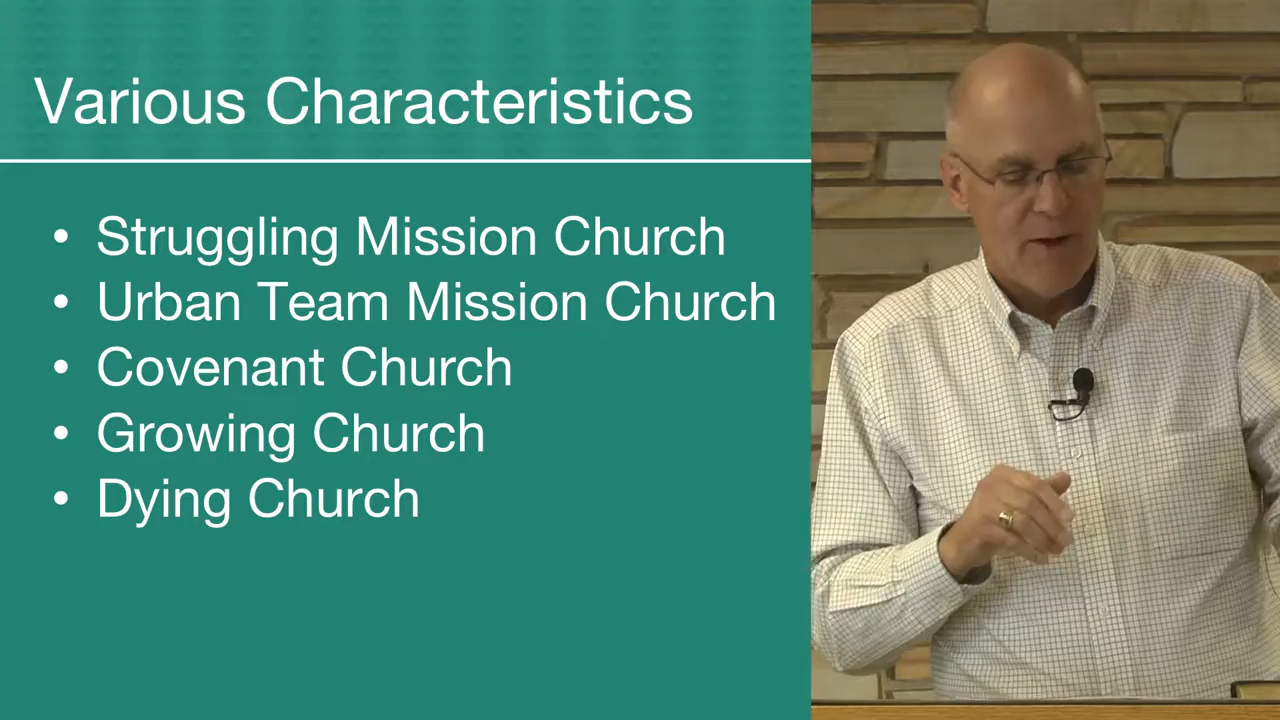 Various Characteristics
• Struggling Mission Church
• Urban Team Mission Church
• Covenant Church
• Growing Church
• Dying Church